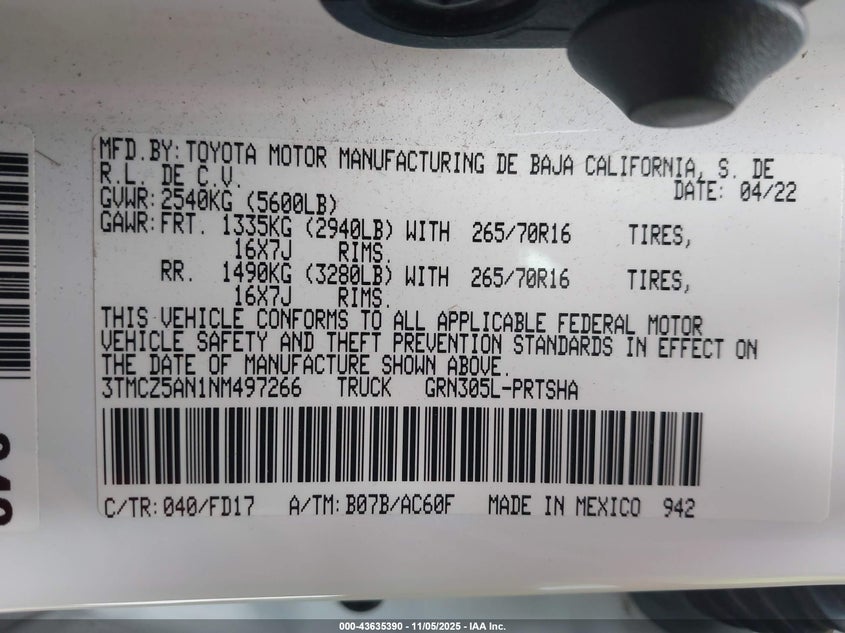 MFD.BY: TOYOTA MOTOR MANUFACTURING DE BAJA CALIFORNIA, S. DE
R.L. DE C.V.
DATE: 04/22
GVWR: 2540KG (5600LB)
GAWR: FRT. 1335KG (2940LB) WITH 265/70R16 TIRES,
16X7J RIMS.
RR. 1490KG (3280LB) WITH 265/70R16 TIRES,
16X7J RIMS.
THIS VEHICLE CONFORMS TO ALL APPLICABLE FEDERAL MOTOR
VEHICLE SAFETY AND THEFT PREVENTION STANDARDS IN EFFECT ON
THE DATE OF MANUFACTURE SHOWN ABOVE.
3TMCZ5AN1NM497266 TRUCK GRN305L-PRTSHA
C/TR: 040/FD17 A/TM: B07B/AC60F MADE IN MEXICO 942
000-43635390 - 11/05/2025 - IAA Inc.